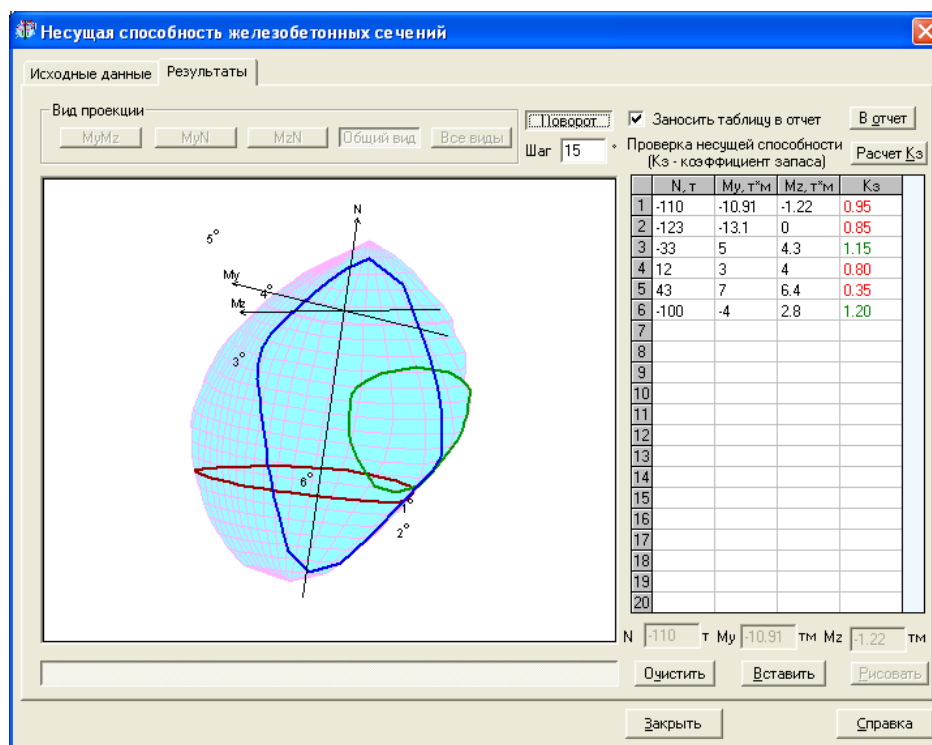 Несущая способность железобетонных сечений
Исходные данные Результаты
Вид проекции
MyMz MyN MzN Общий вид Все виды
Поворот
Шаг 15 °
Заносить таблицу в отчет
В отчет
Проверка несущей способности
(Kз - коэффициент запаса)
Расчет Kз
N, т My, т*м Mz, т*м Kз
1 -110 -10.91 -1.22 0.95
2 -123 -13.1 0 0.85
3 -33 5 4.3 1.15
4 12 3 4 0.80
5 43 7 6.4 0.35
6 -100 -4 2.8 1.20
7
8
9
10
11
12
13
14
15
16
17
18
19
20
N
5°
My
4°
Mz
3°
6°
1°
2°
N -110 т My -10.91 тм Mz -1.22 тм
Очистить Вставить Рисовать
Закрыть Справка